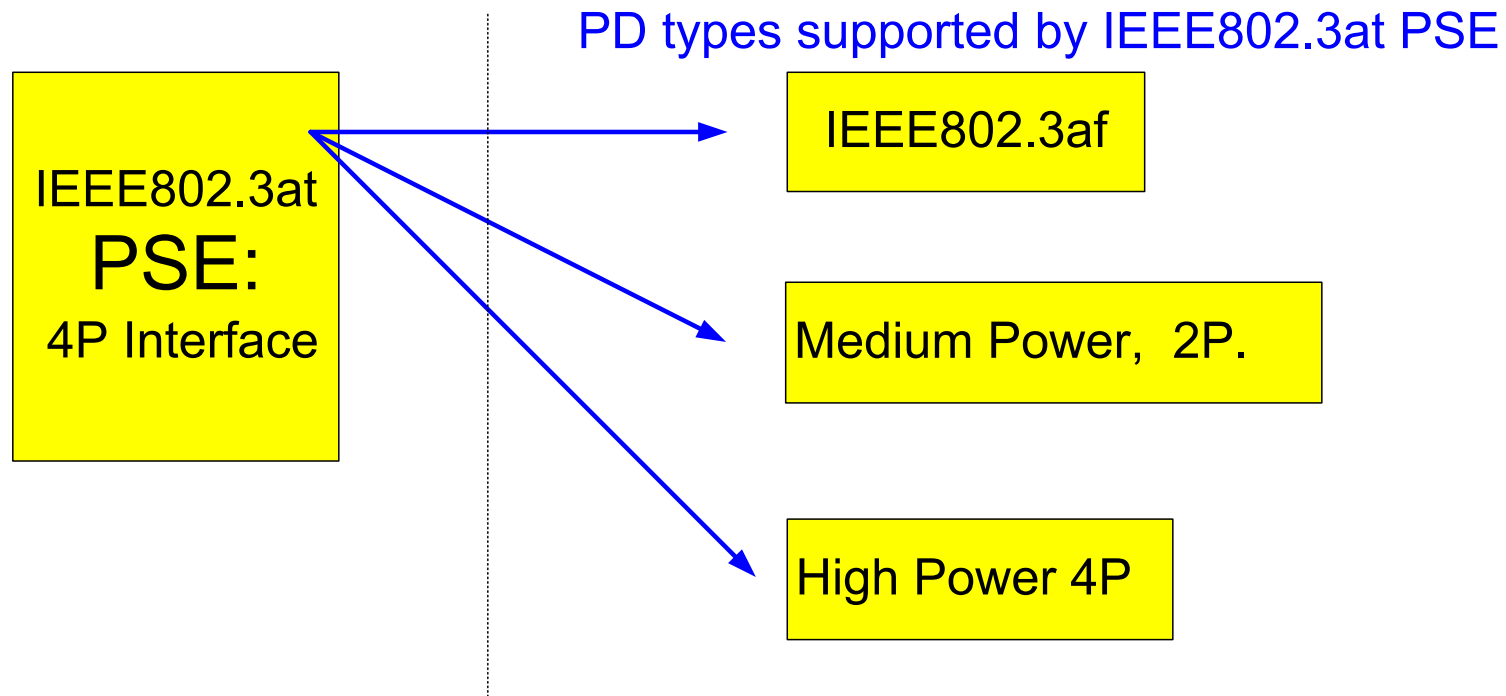 PD types supported by IEEE802.3at PSE
IEEE802.3at
PSE:
4P Interface
IEEE802.3af
Medium Power,  2P.
High Power 4P